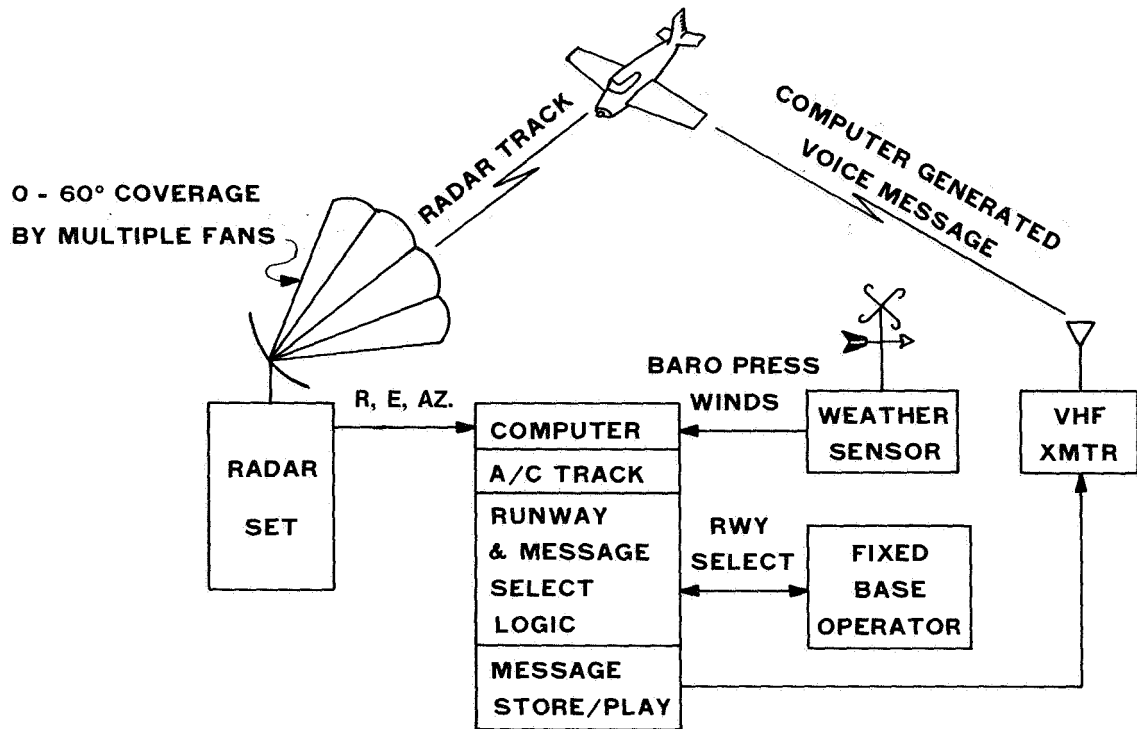 RADAR TRACK
COMPUTER GENERATED
VOICE MESSAGE
0 - 60° COVERAGE
BY MULTIPLE FANS
R, E, AZ.
BARO PRESS
WINDS
RADAR
SET
COMPUTER
A/C TRACK
RUNWAY
& MESSAGE
SELECT
LOGIC
MESSAGE
STORE/PLAY
WEATHER
SENSOR
VHF
XMTR
RWY
SELECT
FIXED
BASE
OPERATOR